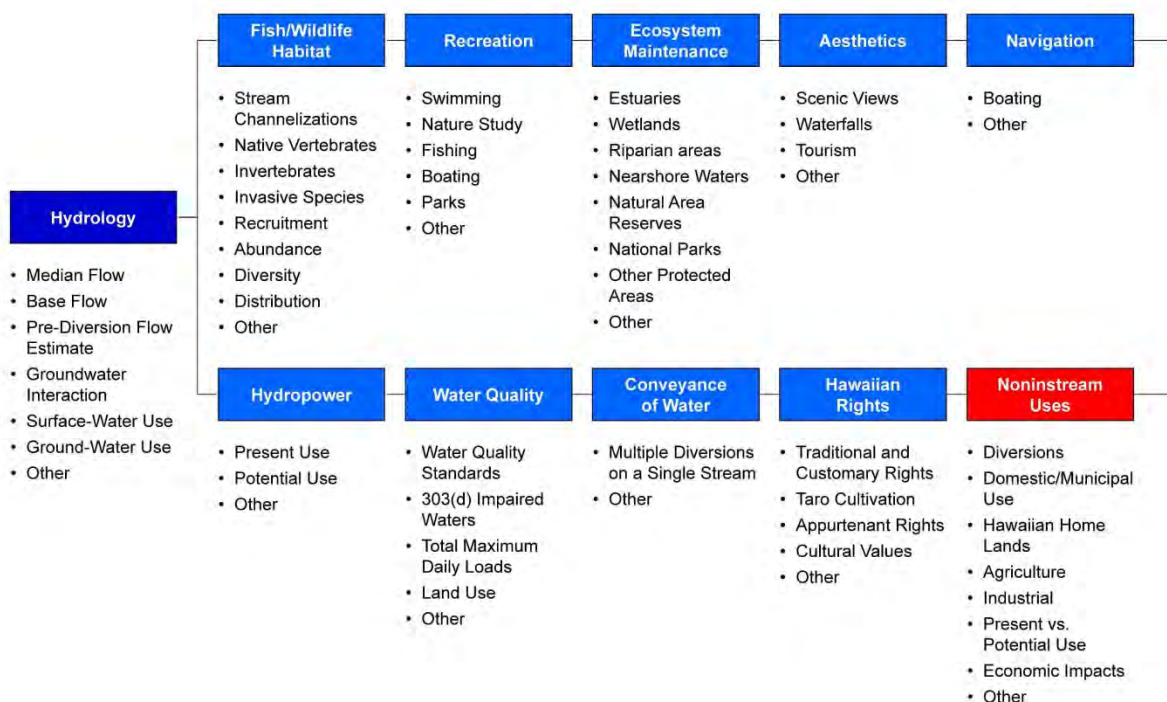 Fish/Wildlife
Habitat
• Stream
Channelizations
• Native Vertebrates
• Invertebrates
• Invasive Species
• Recruitment
• Abundance
• Diversity
• Distribution
• Other
Recreation
• Swimming
• Nature Study
• Fishing
• Boating
• Parks
• Other
Ecosystem
Maintenance
• Estuaries
• Wetlands
• Riparian areas
• Nearshore Waters
• Natural Area
Reserves
• National Parks
• Other Protected
Areas
• Other
Aesthetics
• Scenic Views
• Waterfalls
• Tourism
• Other
Navigation
• Boating
• Other
Hydrology
• Median Flow
• Base Flow
• Pre-Diversion Flow
Estimate
• Groundwater
Interaction
• Surface-Water Use
• Ground-Water Use
• Other
Hydropower
• Present Use
• Potential Use
• Other
Water Quality
• Water Quality
Standards
• 303(d) Impaired
Waters
• Total Maximum
Daily Loads
• Land Use
• Other
Conveyance
of Water
• Multiple Diversions
on a Single Stream
• Other
Hawaiian
Rights
• Traditional and
Customary Rights
• Taro Cultivation
• Appurtenant Rights
• Cultural Values
• Other
Noninstream
Uses
• Diversions
• Domestic/Municipal
Use
• Hawaiian Home
Lands
• Agriculture
• Industrial
• Present vs.
Potential Use
• Economic Impacts
• Other